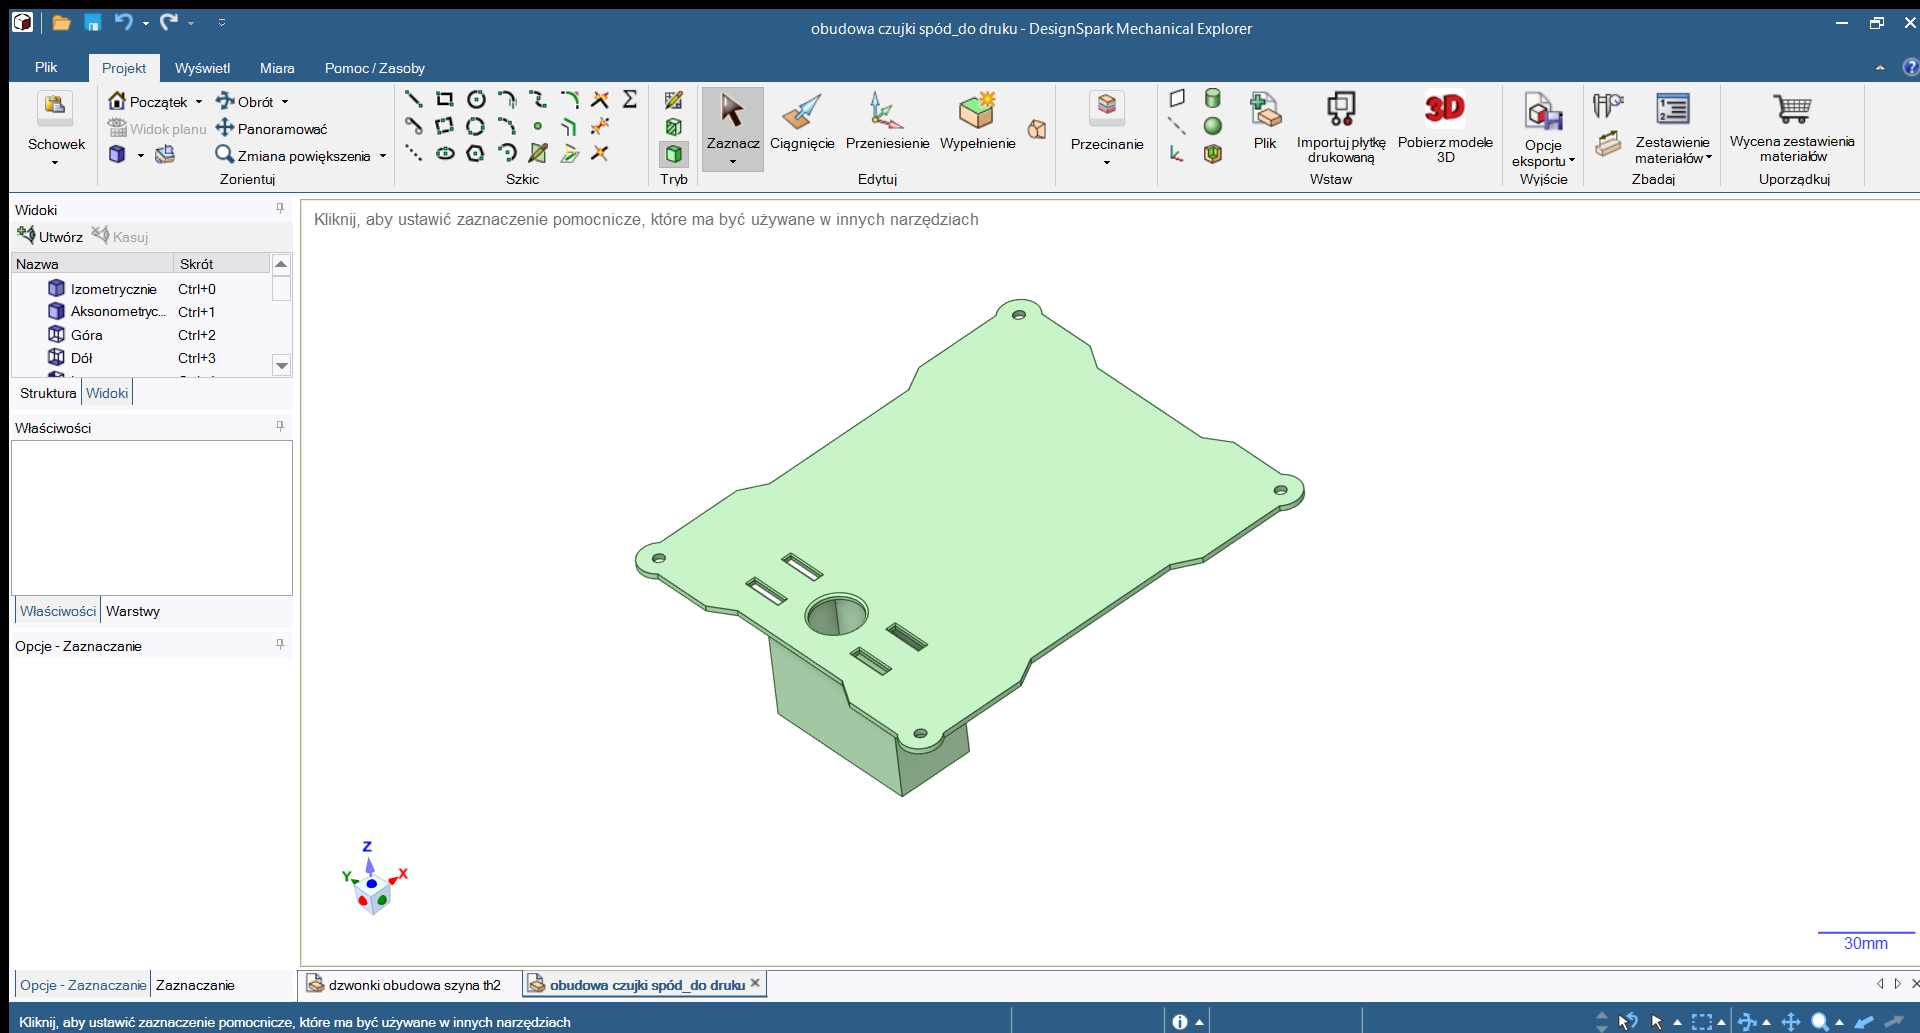 obudowa czujki spód_do druku - DesignSpark Mechanical Explorer
Plik Projekt Wyświetl Miara Pomoc / Zasoby
Schowek
Początek
Widok planu
Obrót
Panoramować
Zmiana powiększenia
Zorientuj
Szkic
Tryb
Zaznacz Ciągnięcie Przeniesienie Wypełnienie
Edytuj
Przecinanie
Plik
Importuj płytkę
drukowaną
Pobierz modele
3D
Wstaw
Opcje
eksportu
Wyjście
Zestawienie
materiałów
Zbadaj
Wycena zestawienia
materiałów
Uporządkuj
Widoki
Utwórz Kasuj
Nazwa Skrót
Izometrycznie Ctrl+0
Aksonometryc... Ctrl+1
Góra Ctrl+2
Dół Ctrl+3
Struktura Widoki
Właściwości
Właściwości Warstwy
Opcje - Zaznaczanie
Kliknij, aby ustawić zaznaczenie pomocnicze, które ma być używane w innych narzędziach
Z
Y
X
30mm
Opcje - Zaznaczanie Zaznaczanie
dzwonki obudowa szyna th2 obudowa czujki spód_do druku
Kliknij, aby ustawić zaznaczenie pomocnicze, które ma być używane w innych narzędziach